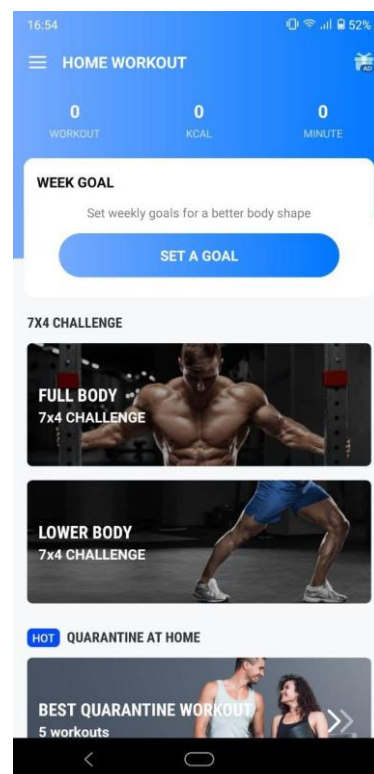 16:54
52%
HOME WORKOUT
AD
0 0 0
WORKOUT KCAL MINUTE
WEEK GOAL
Set weekly goals for a better body shape
SET A GOAL
7X4 CHALLENGE
FULL BODY
7x4 CHALLENGE
LOWER BODY
7x4 CHALLENGE
HOT QUARANTINE AT HOME
BEST QUARANTINE WORKOUT
5 workouts